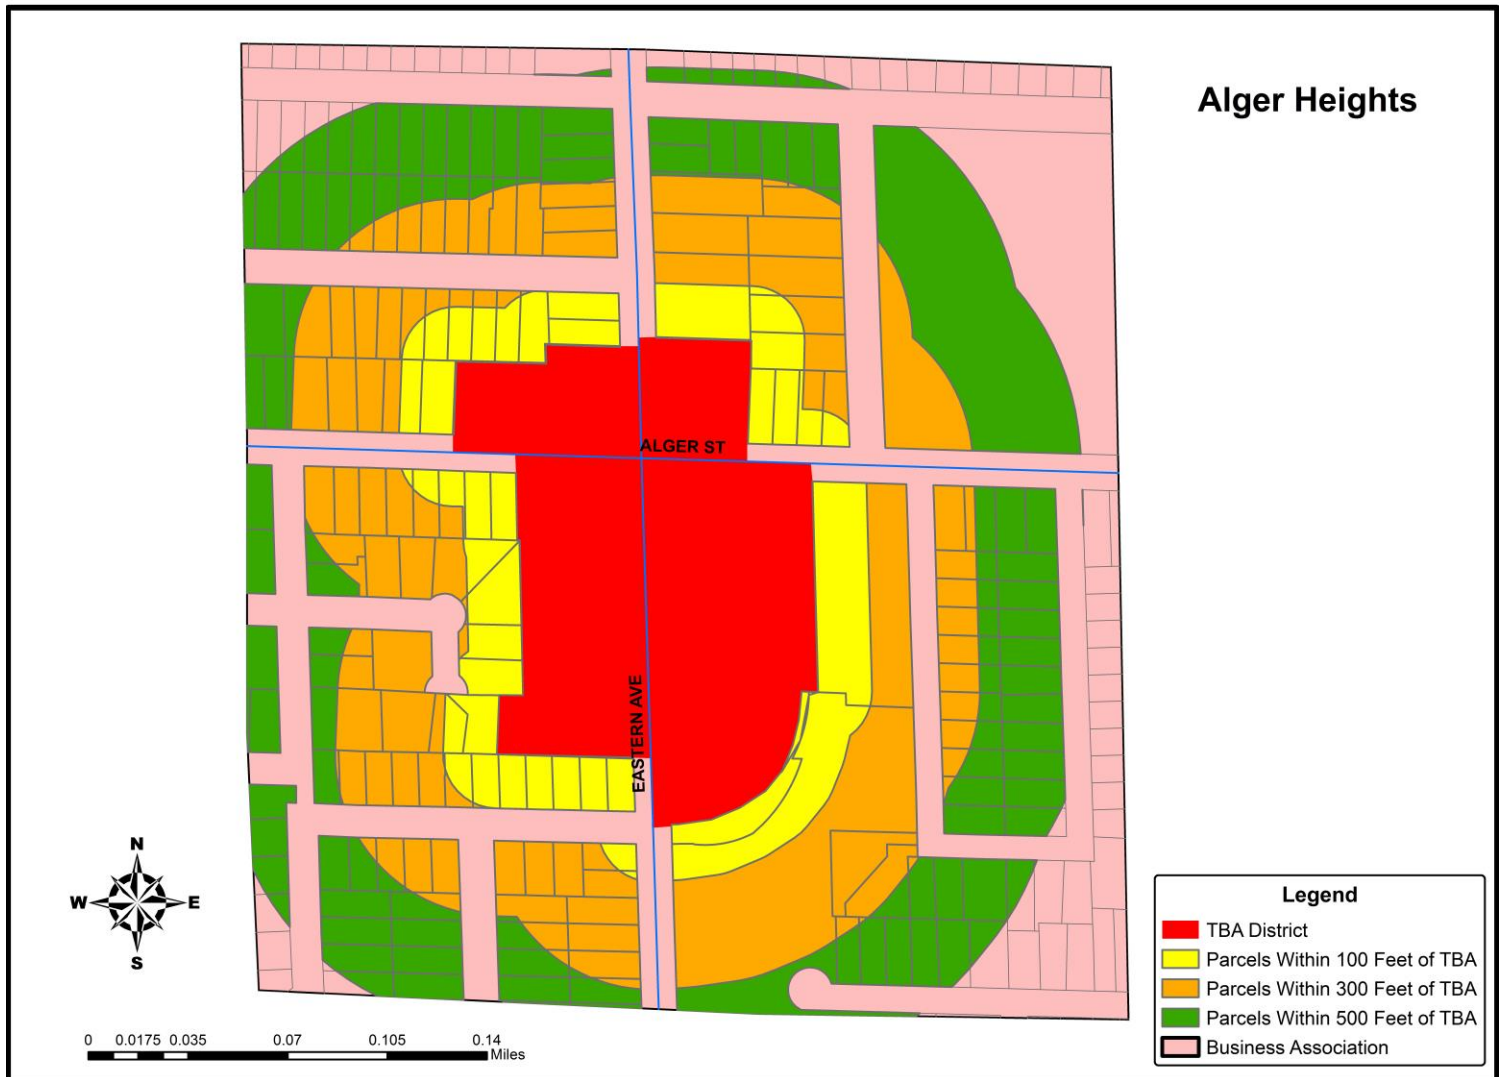 Alger Heights
ALGER ST
EASTERN AVE
N
W E
S
0 0.0175 0.035 0.07 0.105 0.14
Miles
Legend
TBA District
Parcels Within 100 Feet of TBA
Parcels Within 300 Feet of TBA
Parcels Within 500 Feet of TBA
Business Association